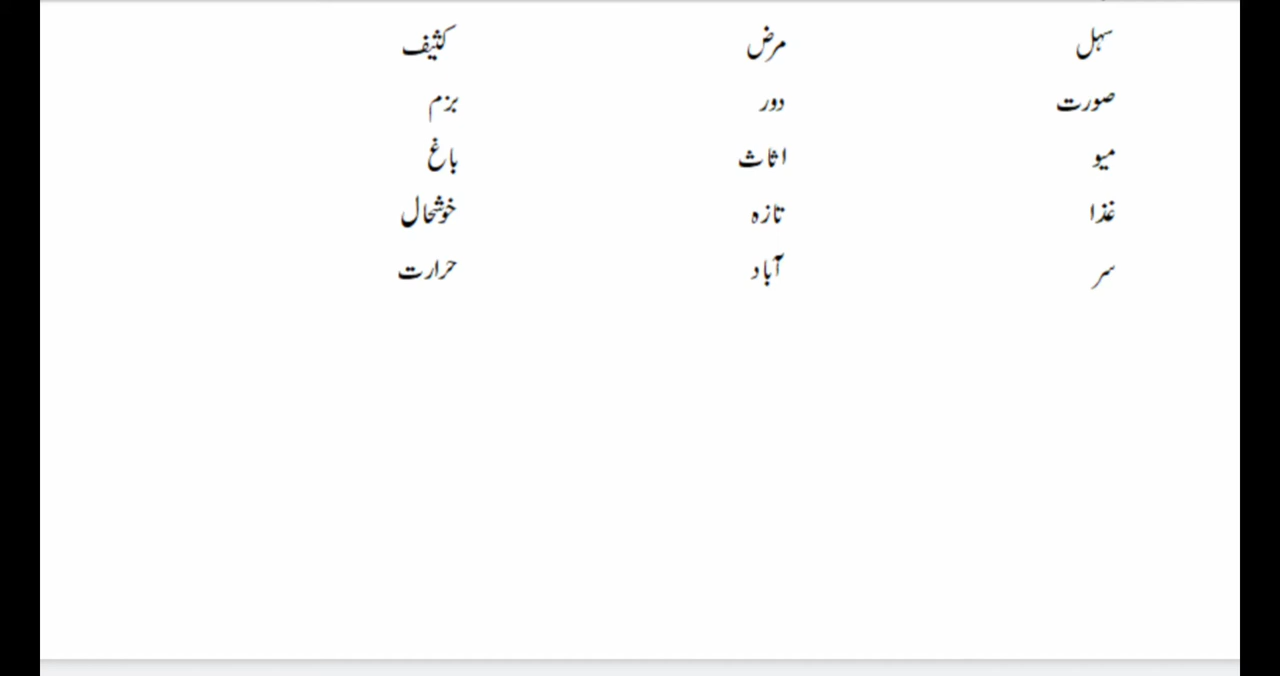 سہل مرض کثیف
صورت دور بزم
میو اثاث باغ
غذا تازہ خوشحال
سر آباد حرارت